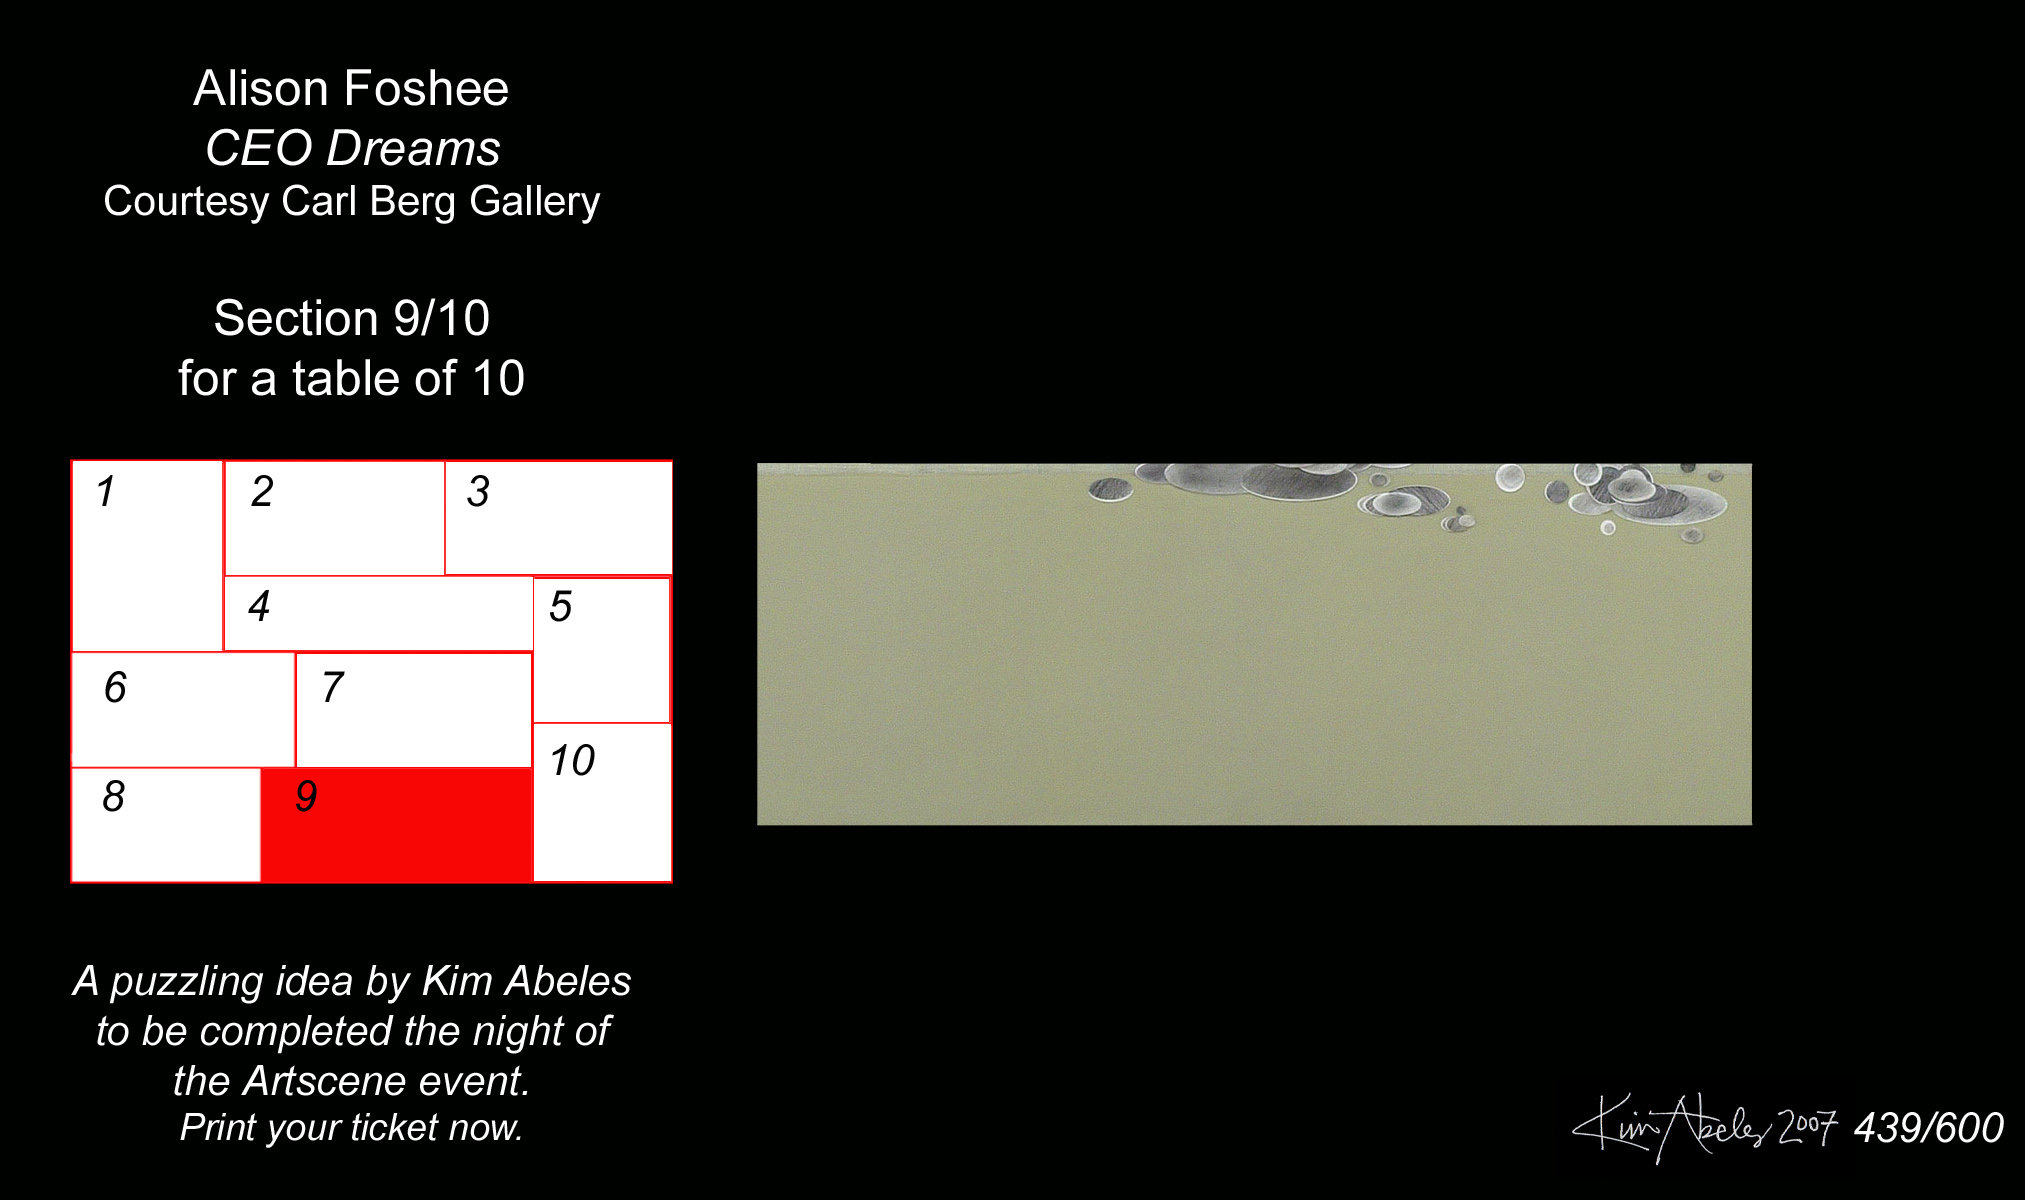 Alison Foshee
CEO Dreams
Courtesy Carl Berg Gallery
Section 9/10
for a table of 10
1
2
3
4
5
6
7
8
9
10
A puzzling idea by Kim Abeles
to be completed the night of
the Artscene event.
Print your ticket now.
Kim Abeles 2007 439/600